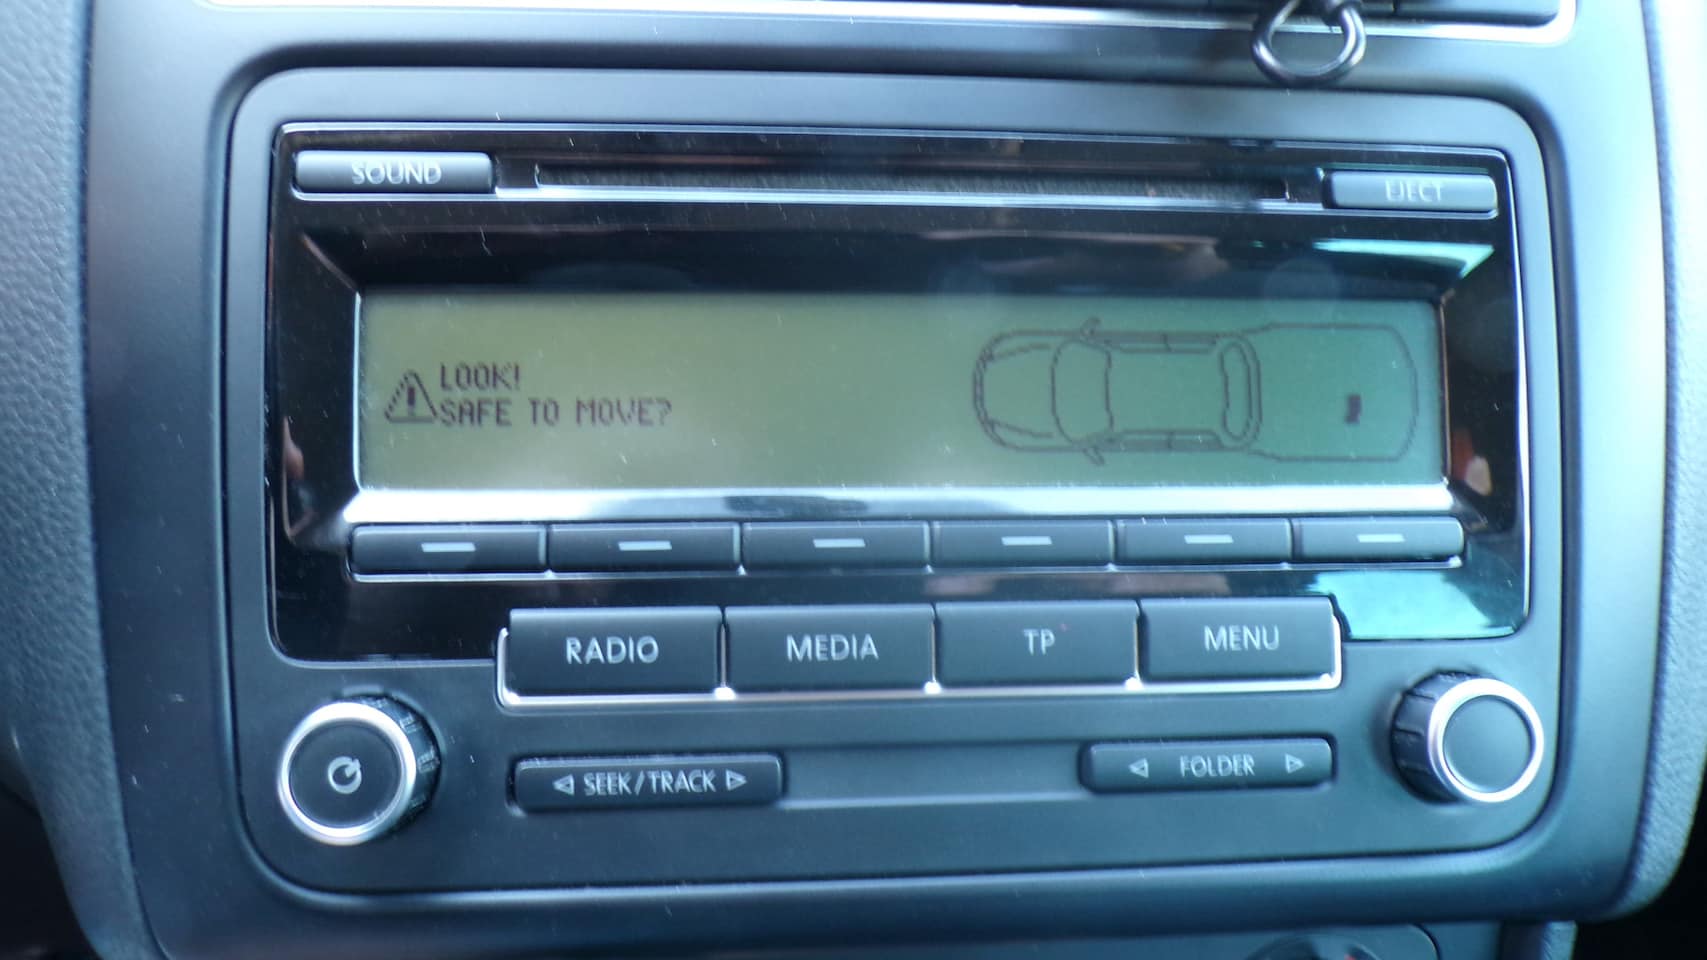 SOUND
EJECT
LOOK!
SAFE TO MOVE?
RADIO
MEDIA
TP
MENU
SEEK/TRACK
FOLDER